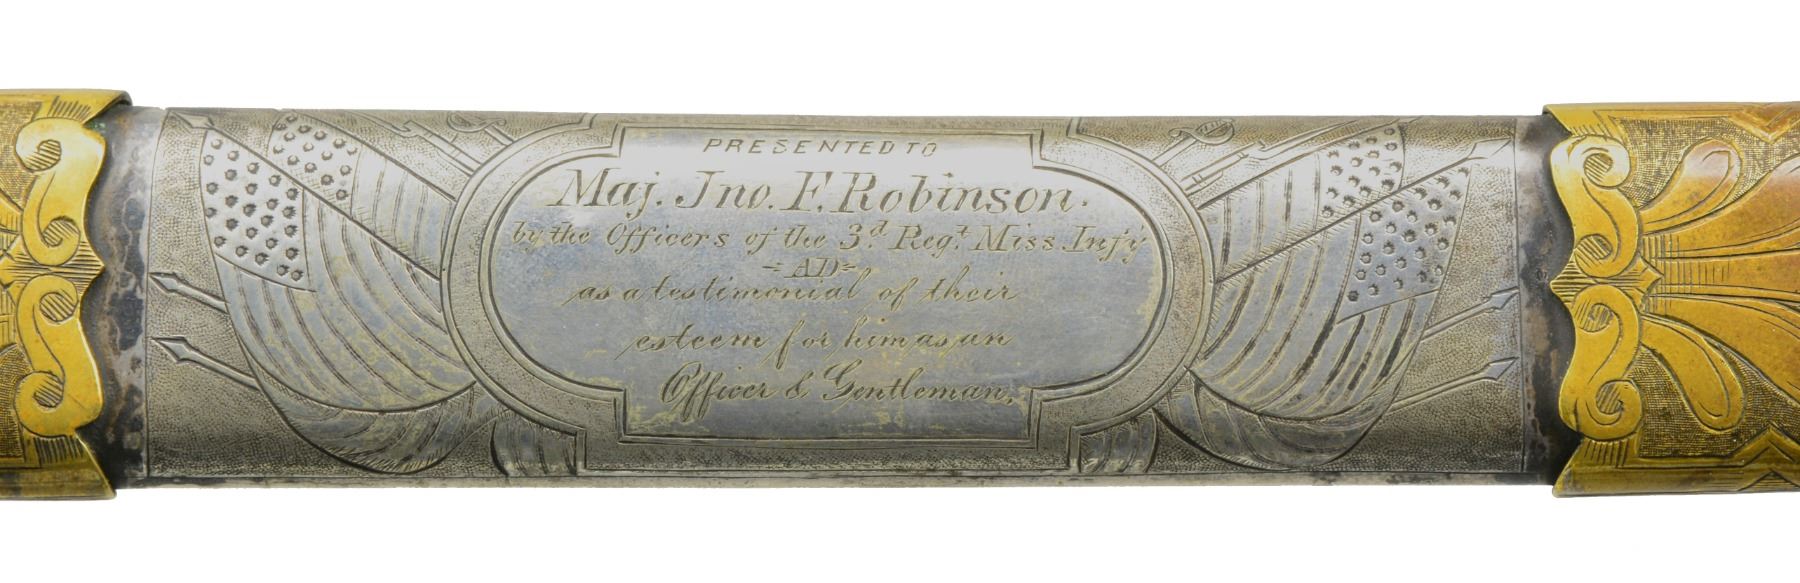 PRESENTED TO
Maj. Jno. F. Robinson.
by the Officers of the 3d Regt Miss. Inf'y
AD
as a testimonial of their
esteem for him as an
Officer & Gentleman.